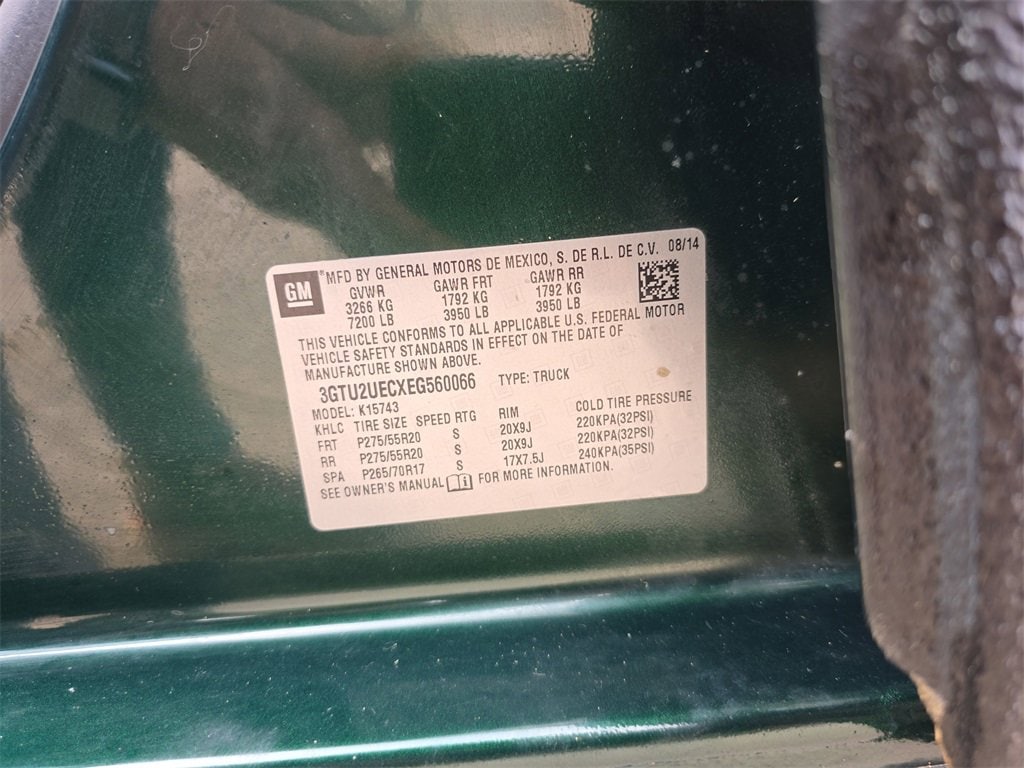 GM
® MFD BY GENERAL MOTORS DE MEXICO, S. DE R.L. DE C.V. 08/14
GVWR GAWR FRT GAWR RR
3266 KG 1792 KG 1792 KG
7200 LB 3950 LB 3950 LB
THIS VEHICLE CONFORMS TO ALL APPLICABLE U.S. FEDERAL MOTOR
VEHICLE SAFETY STANDARDS IN EFFECT ON THE DATE OF
MANUFACTURE SHOWN ABOVE.
3GTU2UECXEG560066 TYPE: TRUCK
MODEL: K15743
KHLC TIRE SIZE SPEED RTG RIM COLD TIRE PRESSURE
FRT P275/55R20 S 20X9J 220KPA(32PSI)
RR P275/55R20 S 20X9J 220KPA(32PSI)
SPA P265/70R17 S 17X7.5J 240KPA(35PSI)
SEE OWNER'S MANUAL i FOR MORE INFORMATION.